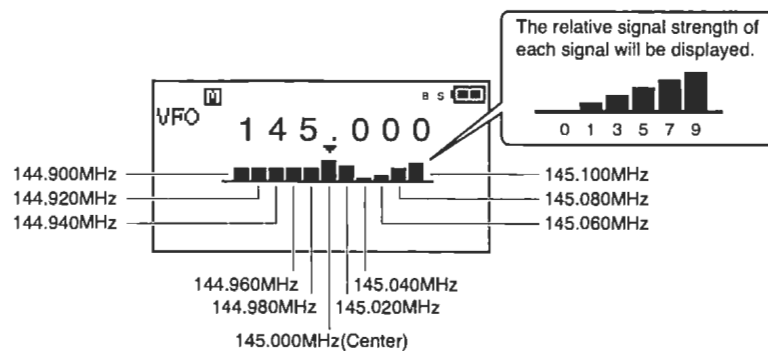 The relative signal strength of
each signal will be displayed.
0 1 3 5 7 9
M
B S
VFO
145.000
144.900MHz
144.920MHz
144.940MHz
145.100MHz
145.080MHz
145.060MHz
144.960MHz
145.040MHz
144.980MHz
145.020MHz
145.000MHz(Center)